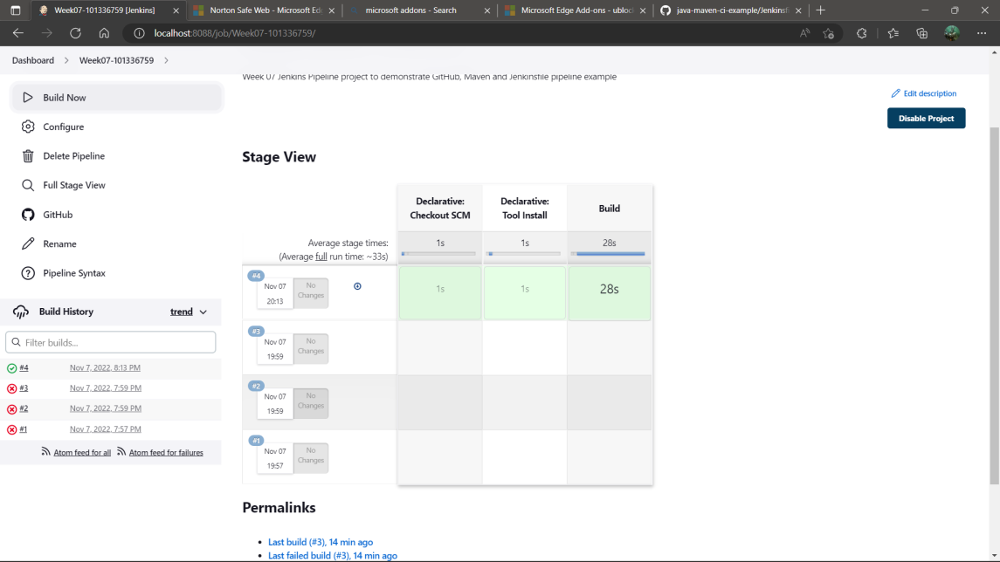 Week07-101336759 [Jenkins]
Norton Safe Web - Microsoft Ed
microsoft addons - Search
Microsoft Edge Add-ons - ubloc
java-maven-ci-example/Jenkinsf
localhost:8088/job/Week07-101336759/
Dashboard
Week07-101336759
Week 07 Jenkins Pipeline project to demonstrate GitHub, Maven and Jenkinsfile pipeline example
Edit description
Disable Project
Build Now
Configure
Delete Pipeline
Full Stage View
GitHub
Rename
Pipeline Syntax
Build History
trend
Filter builds...
#4 Nov 7, 2022, 8:13 PM
#3 Nov 7, 2022, 7:59 PM
#2 Nov 7, 2022, 7:59 PM
#1 Nov 7, 2022, 7:57 PM
Atom feed for all Atom feed for failures
Stage View
Declarative:
Checkout SCM
Declarative:
Tool Install
Build
Average stage times:
(Average full run time: ~33s)
1s 1s 28s
#4
Nov 07
20:13
No
Changes
1s 1s 28s
#3
Nov 07
19:59
No
Changes
#2
Nov 07
19:59
No
Changes
#1
Nov 07
19:57
No
Changes
Permalinks
Last build (#3), 14 min ago
Last failed build (#3), 14 min ago